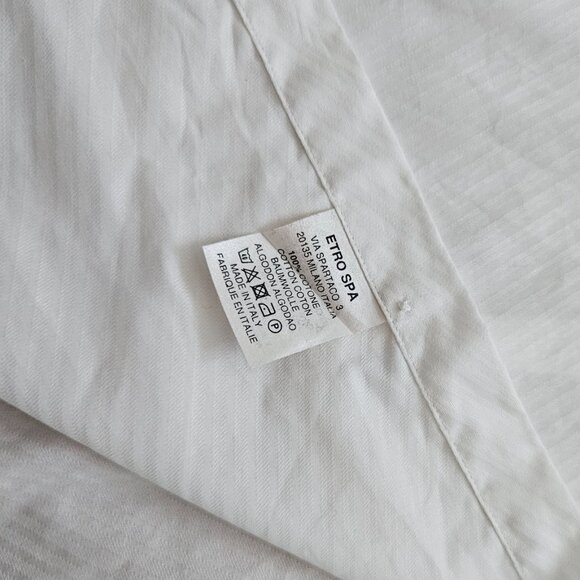 ETRO SPA
VIA SPARTACO 3
20135 MILANO ITALIA
100% COTONE
COTTON COTON
BAUMWOLLE
ALGODON ALGODAO
P
MADE IN ITALY
FABRIQUE EN ITALIE